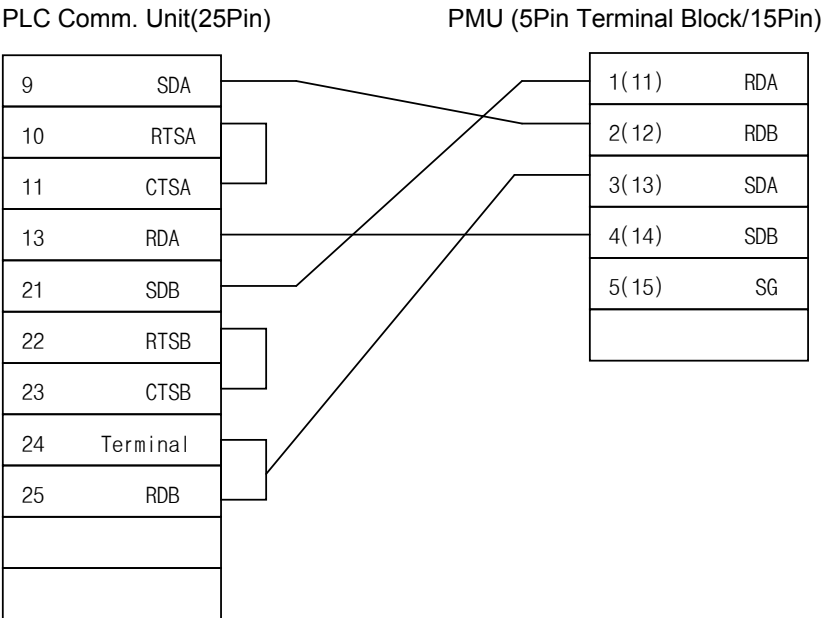 PLC Comm. Unit(25Pin)
PMU (5Pin Terminal Block/15Pin)
9 SDA
10 RTSA
11 CTSA
13 RDA
21 SDB
22 RTSB
23 CTSB
24 Terminal
25 RDB
1(11) RDA
2(12) RDB
3(13) SDA
4(14) SDB
5(15) SG